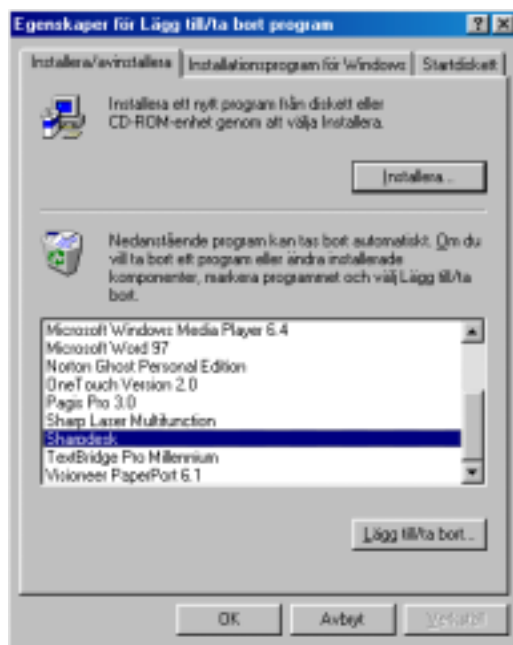 Egenskaper för Lägg till/ta bort program
Installera/avinstallera
Installationsprogram för Windows
Startdiskett
Installera ett nytt program från diskett eller
CD-ROM-enhet genom att välja Installera.
Installera...
Nedanstående program kan tas bort automatiskt. Om du
vill ta bort ett program eller ändra installerade
komponenter, markera programmet och välj Lägg till/ta
bort.
Microsoft Windows Media Player 6.4
Microsoft Word 97
Norton Ghost Personal Edition
OneTouch Version 2.0
Pagis Pro 3.0
Sharp Laser Multifunction
Sharpdesk
TextBridge Pro Millennium
Visioneer PaperPort 6.1
Lägg till/ta bort...
OK
Avbryt
Verkställ